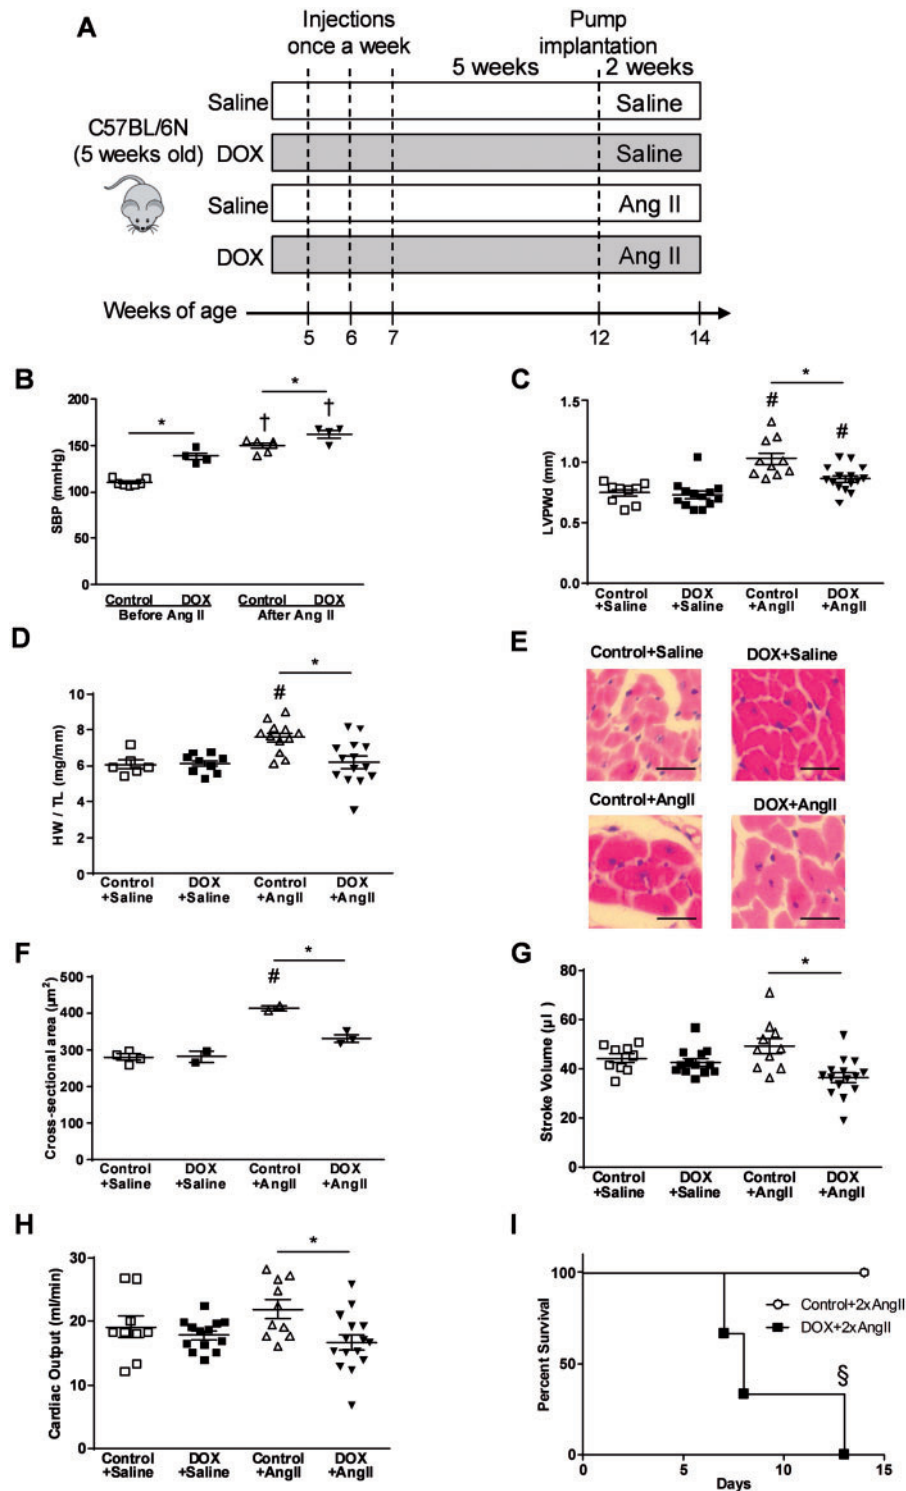 A
Injections
once a week
Pump
implantation
5 weeks
2 weeks
C57BL/6N
(5 weeks old)
Saline
Saline
DOX
Saline
Saline
Ang II
DOX
Ang II
Weeks of age
5
6
7
12
14
B
200
150
100
50
0
SBP (mmHg)
*
†
*
†
Control
DOX
Control
DOX
Before Ang II
After Ang II
C
1.5
1.0
0.5
0.0
LVPWd (mm)
#
*
#
Control
+Saline
DOX
+Saline
Control
+AngII
DOX
+AngII
D
10
8
6
4
2
0
HW / TL (mg/mm)
#
*
Control
+Saline
DOX
+Saline
Control
+AngII
DOX
+AngII
E
Control+Saline
DOX+Saline
Control+AngII
DOX+AngII
F
500
400
300
200
100
0
Cross-sectional area (µm²)
#
*
Control
+Saline
DOX
+Saline
Control
+AngII
DOX
+AngII
G
80
60
40
20
0
Stroke Volume (µl )
*
Control
+Saline
DOX
+Saline
Control
+AngII
DOX
+AngII
H
30
20
10
0
Cardiac Output (ml/min)
*
Control
+Saline
DOX
+Saline
Control
+AngII
DOX
+AngII
I
100
50
0
Percent Survival
Control+2xAngII
DOX+2xAngII
§
0
5
10
15
Days